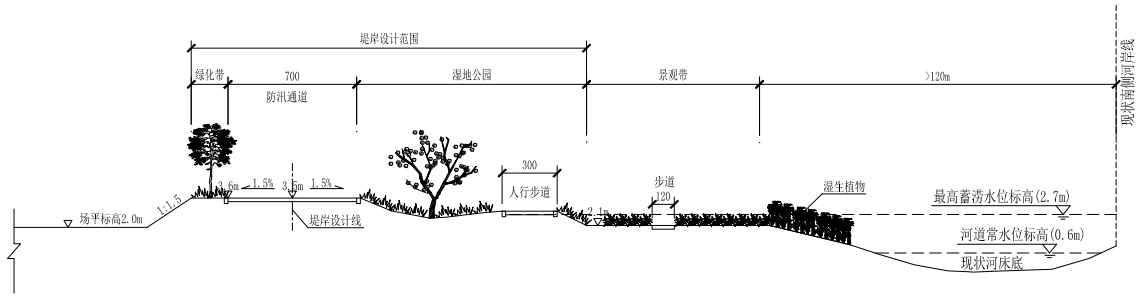 堤岸设计范围
绿化带
700
湿地公园
景观带
>120m
防汛通道
现状南侧河岸线
300
人行步道
步道
120
湿生植物
3.6m
1.5%
3.5m
1.5%
1:1.5
最高蓄涝水位标高(2.7m)
场平标高2.0m
堤岸设计线
河道常水位标高(0.6m)
现状河床底